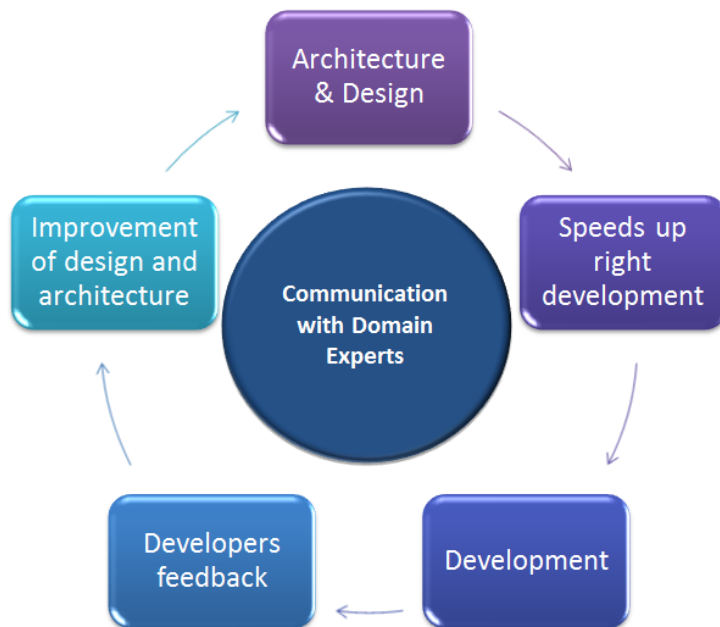 Architecture
& Design
Speeds up
right
development
Development
Developers
feedback
Improvement
of design and
architecture
Communication
with Domain
Experts